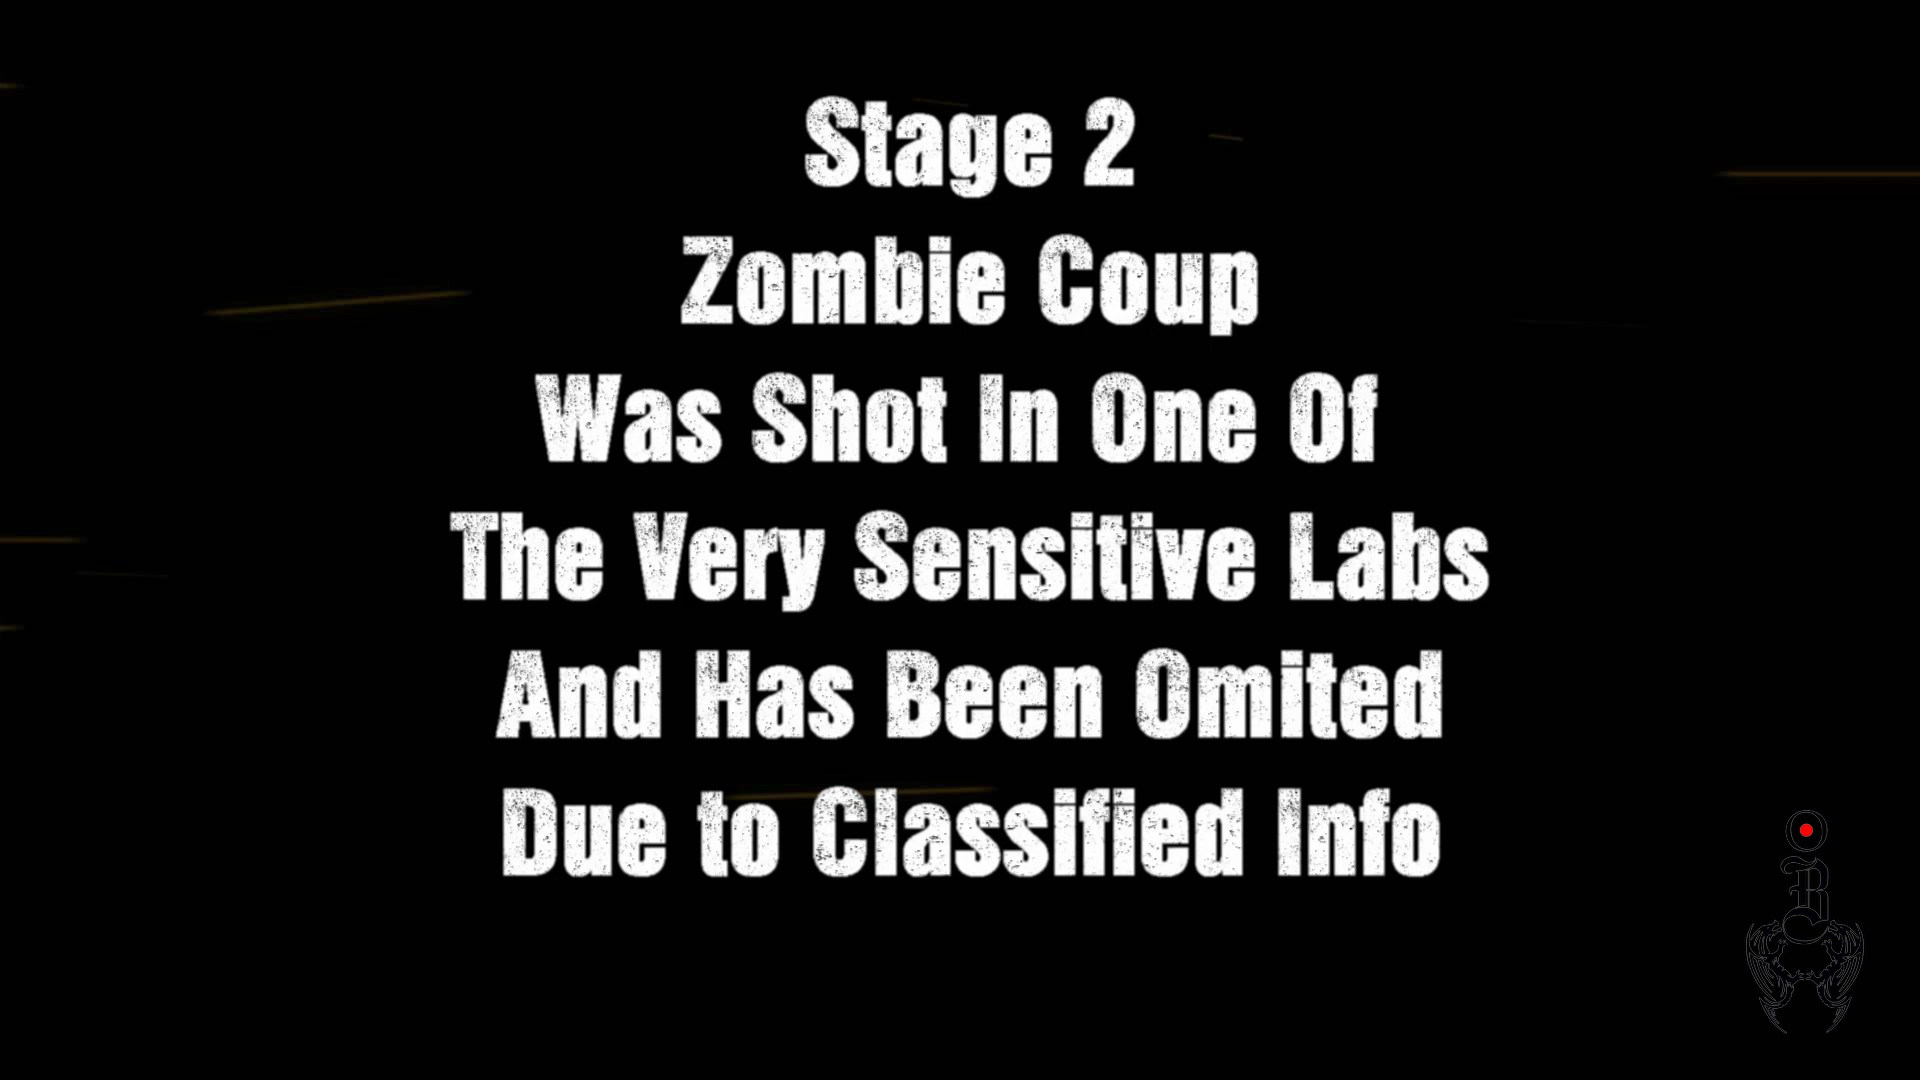 Stage 2
Zombie Coup
Was Shot In One Of
The Very Sensitive Labs
And Has Been Omited
Due to Classified Info